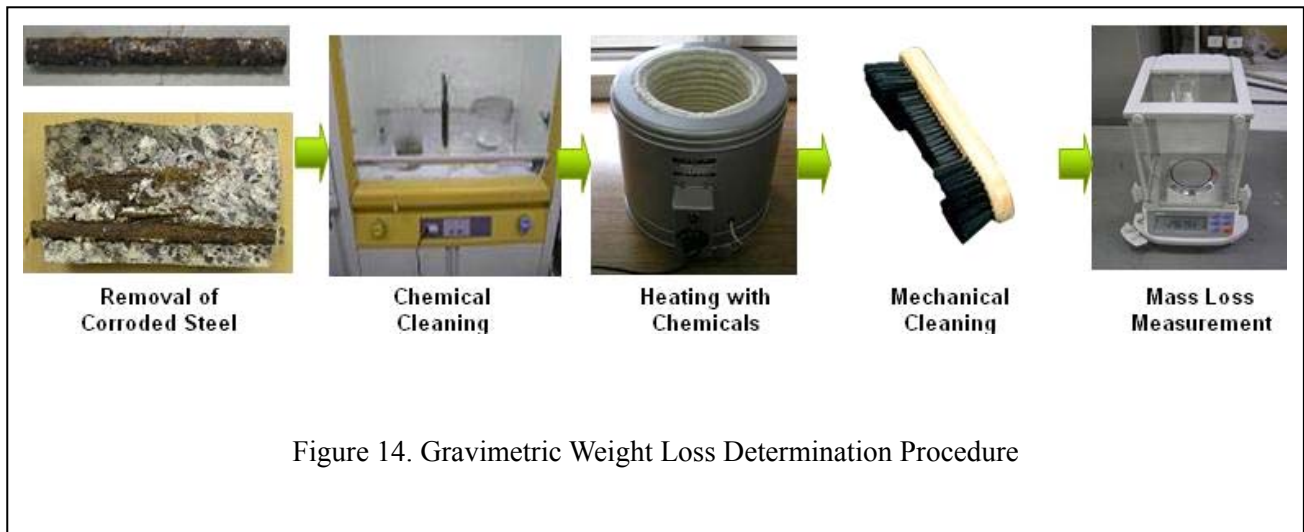 Removal of
Corroded Steel
Chemical
Cleaning
Heating with
Chemicals
Mechanical
Cleaning
Mass Loss
Measurement
Figure 14. Gravimetric Weight Loss Determination Procedure